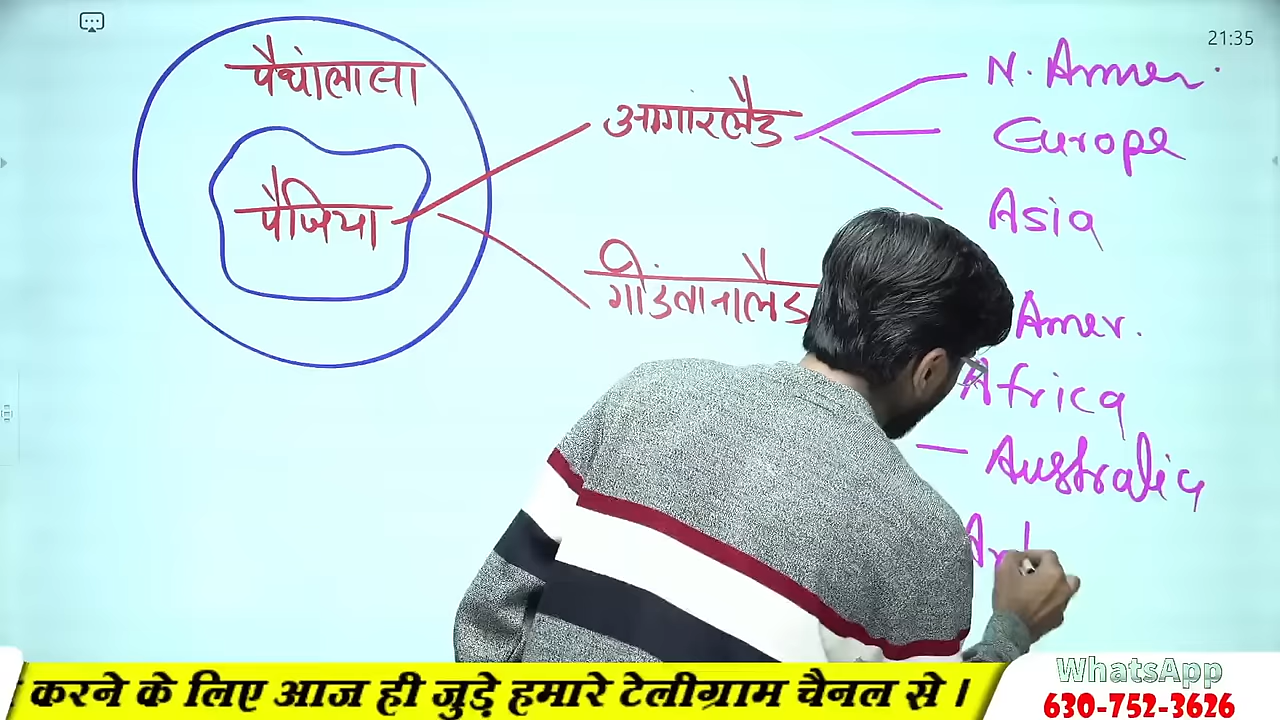 21:35
पैंथालासा
पैंजिया
अंगारलैंड
N. Amer.
Europe
Asia
गोंडवानालैंड
Amer.
Africa
Australia
करने के लिए आज ही जुड़े हमारे टेलीग्राम चैनल से ।
WhatsApp
630-752-3626